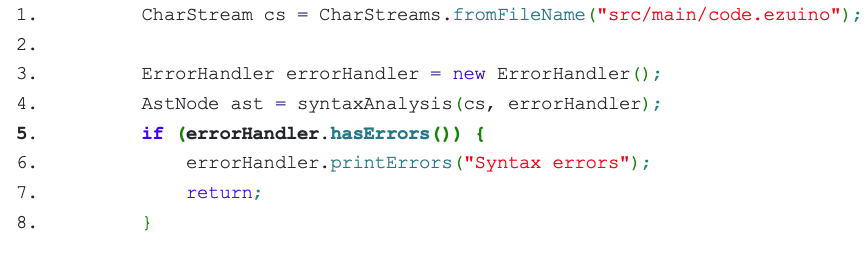 1.          CharStream cs = CharStreams.fromFileName("src/main/code.ezuino");
2.
3.          ErrorHandler errorHandler = new ErrorHandler();
4.          AstNode ast = syntaxAnalysis(cs, errorHandler);
5.          if (errorHandler.hasErrors()) {
6.              errorHandler.printErrors("Syntax errors");
7.              return;
8.          }